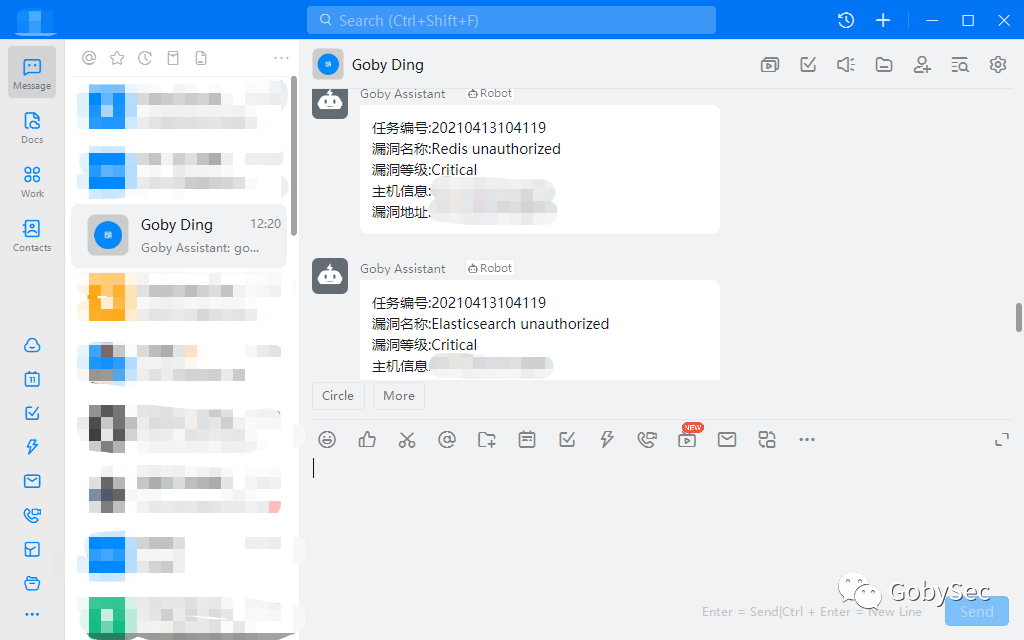 Search (Ctrl+Shift+F)
Message
Docs
Work
Contacts
11
Goby Ding
12:20
Goby Assistant: go...
Goby Ding
Goby Assistant
Robot
任务编号:20210413104119
漏洞名称:Redis unauthorized
漏洞等级:Critical
主机信息:
漏洞地址:
Goby Assistant
Robot
任务编号:20210413104119
漏洞名称:Elasticsearch unauthorized
漏洞等级:Critical
主机信息
Circle
More
NEW
GobySec
Enter = Send|Ctrl + Enter = New Line
Send